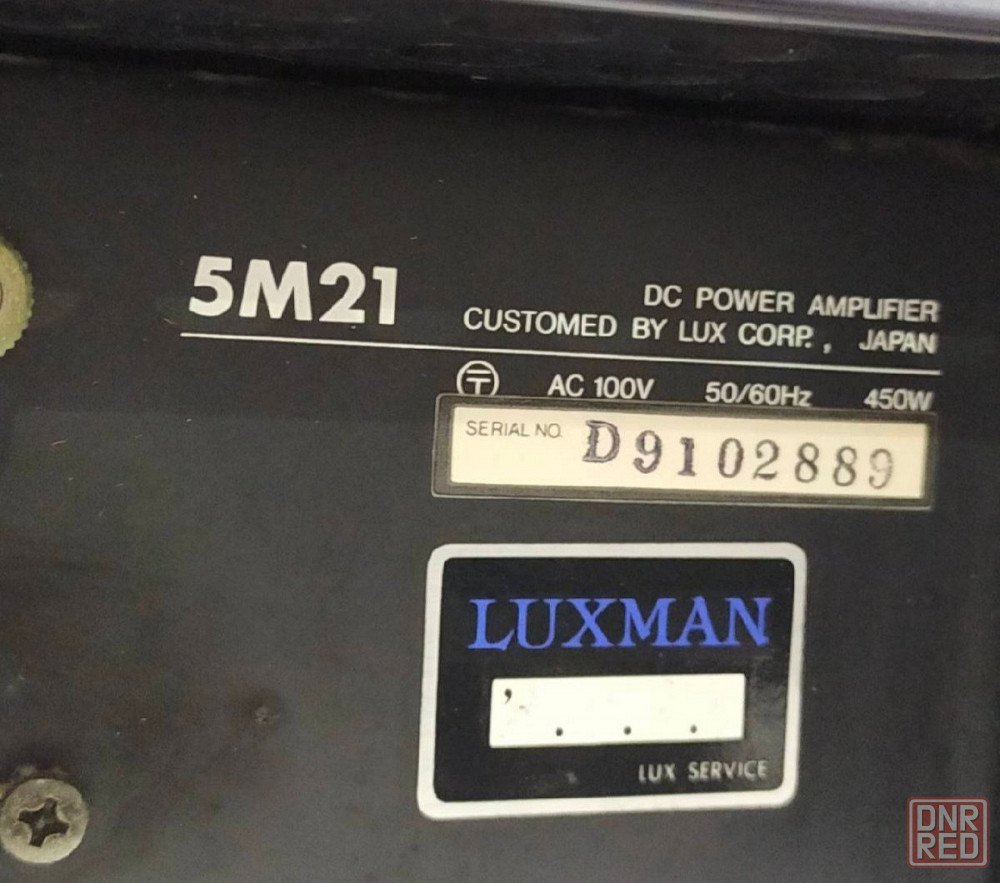 5M21
DC POWER AMPLIFIER
CUSTOMED BY LUX CORP., JAPAN
T AC 100V 50/60Hz 450W
SERIAL NO. D9102889
LUXMAN
' . . .
LUX SERVICE
DNR
RED